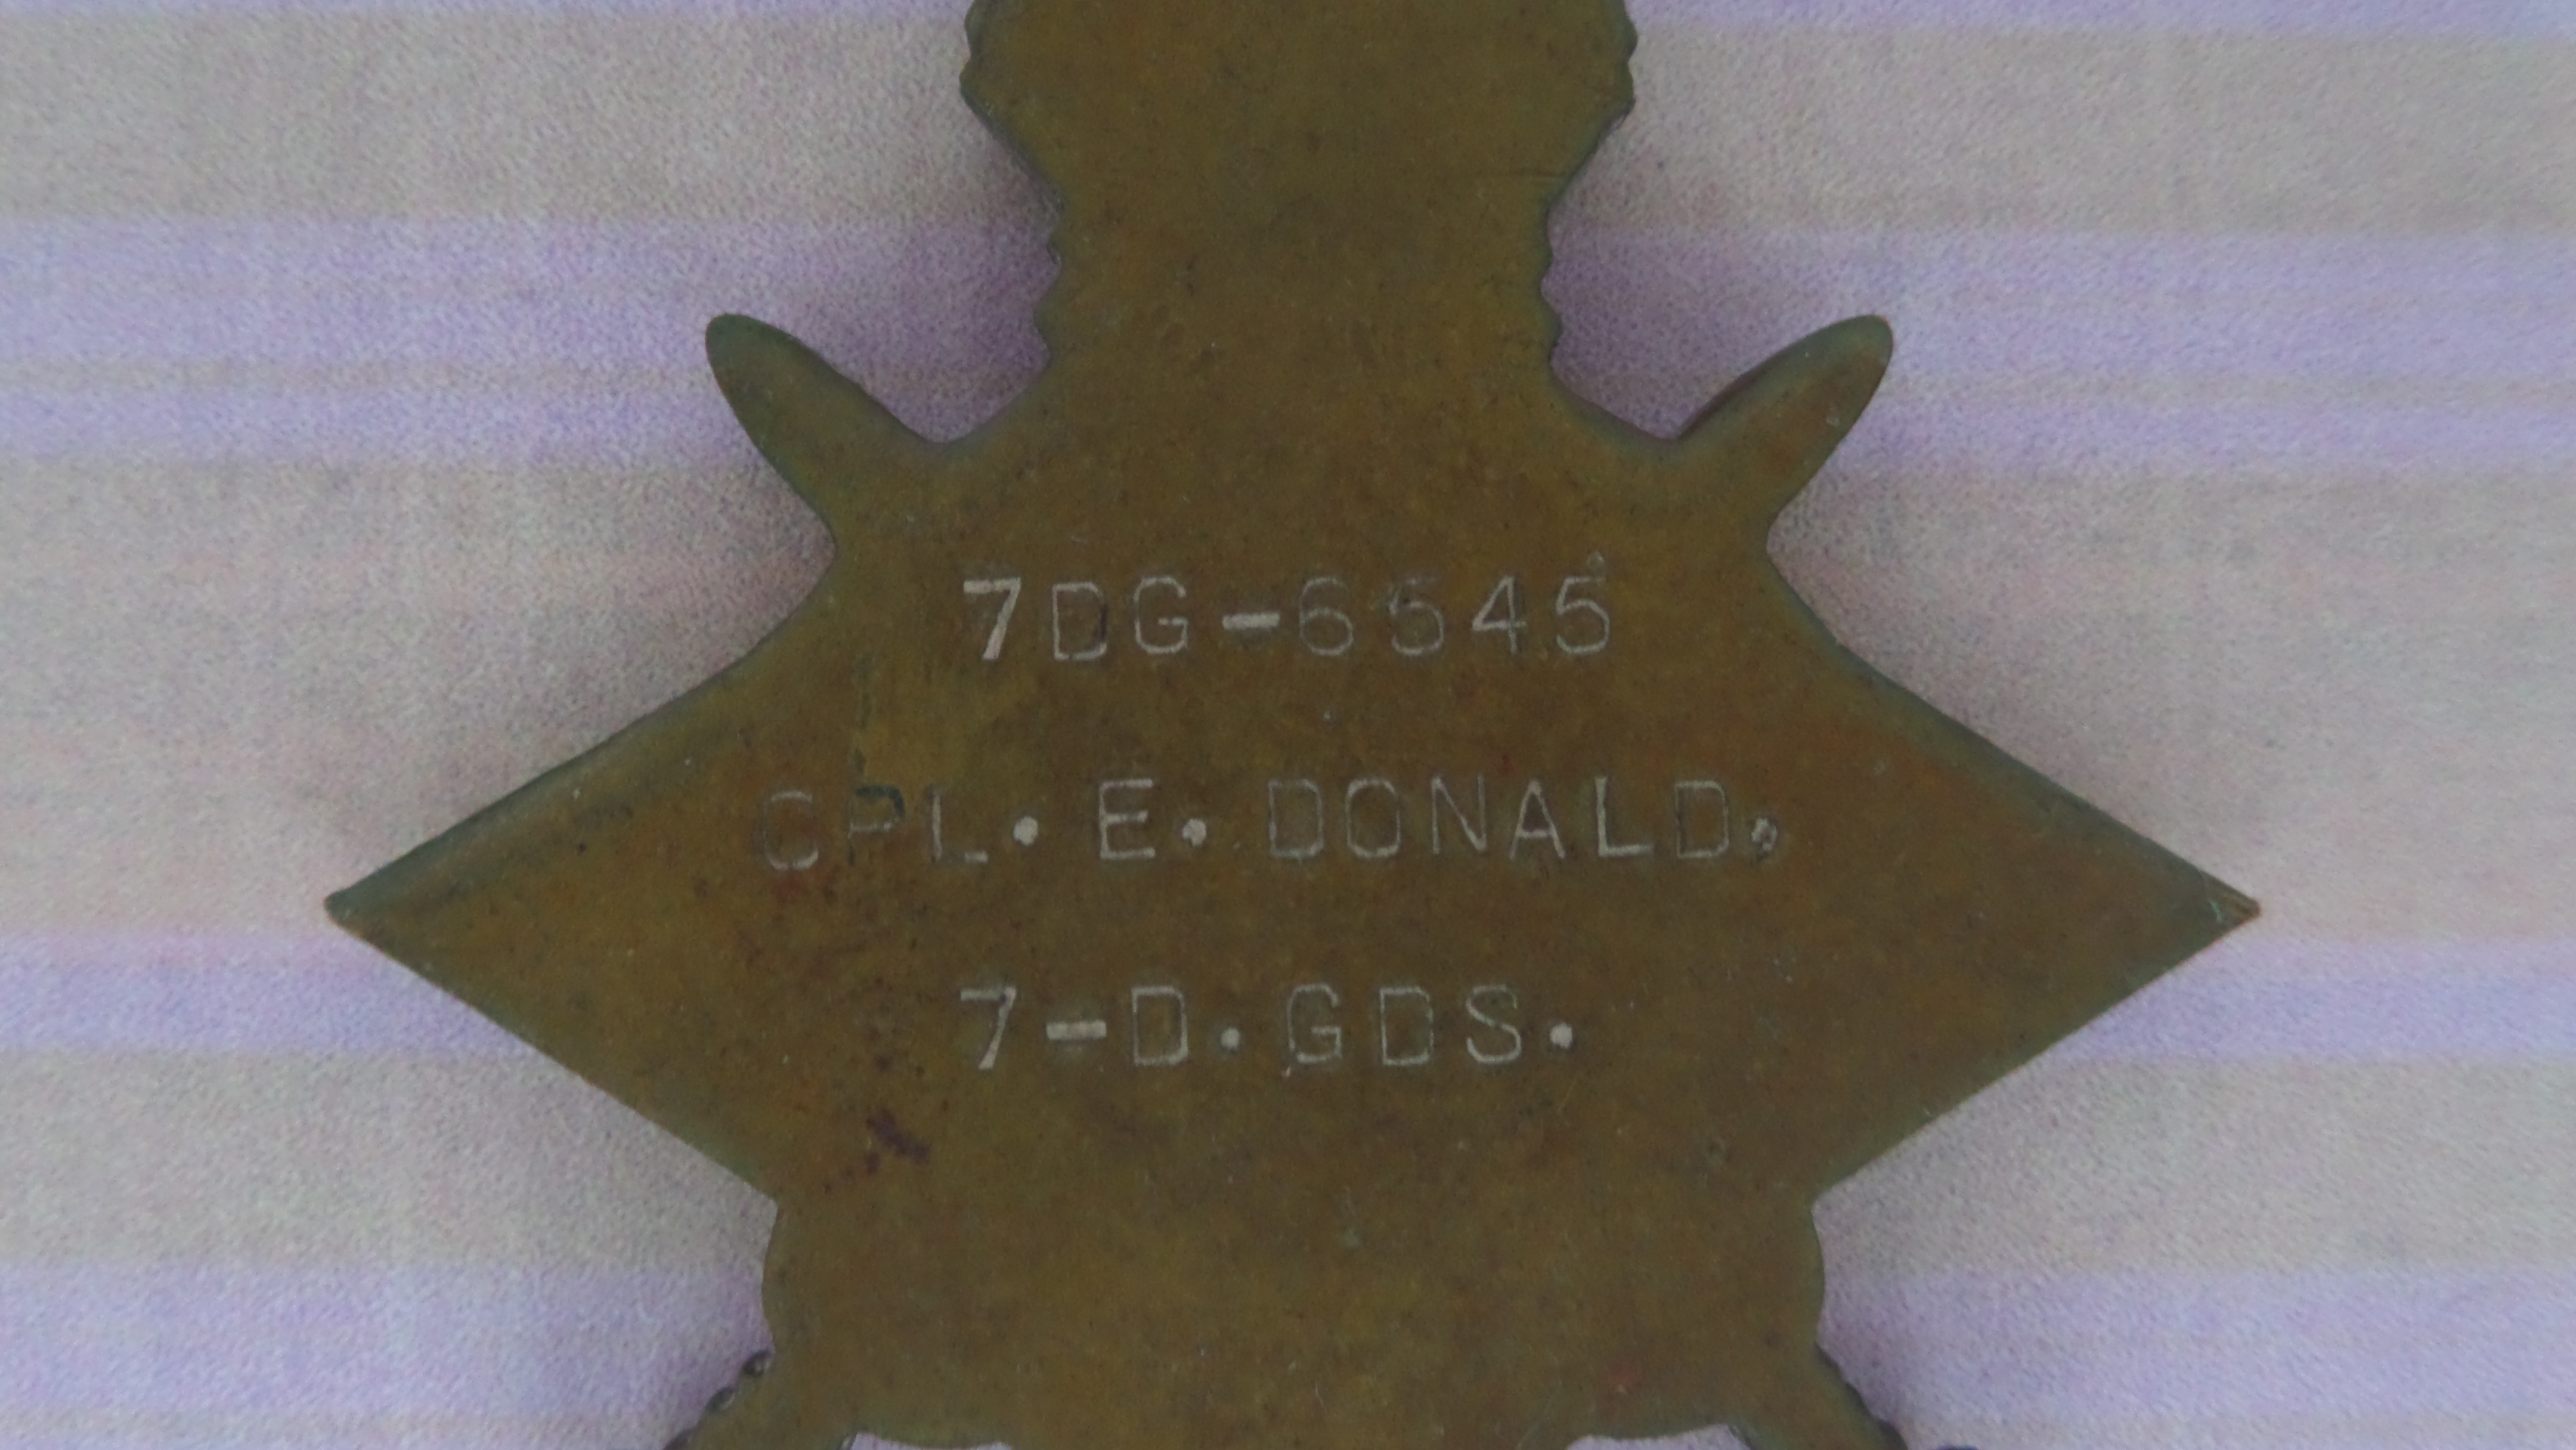 7DG-6545
CPL. E. DONALD.
7-D.GDS.